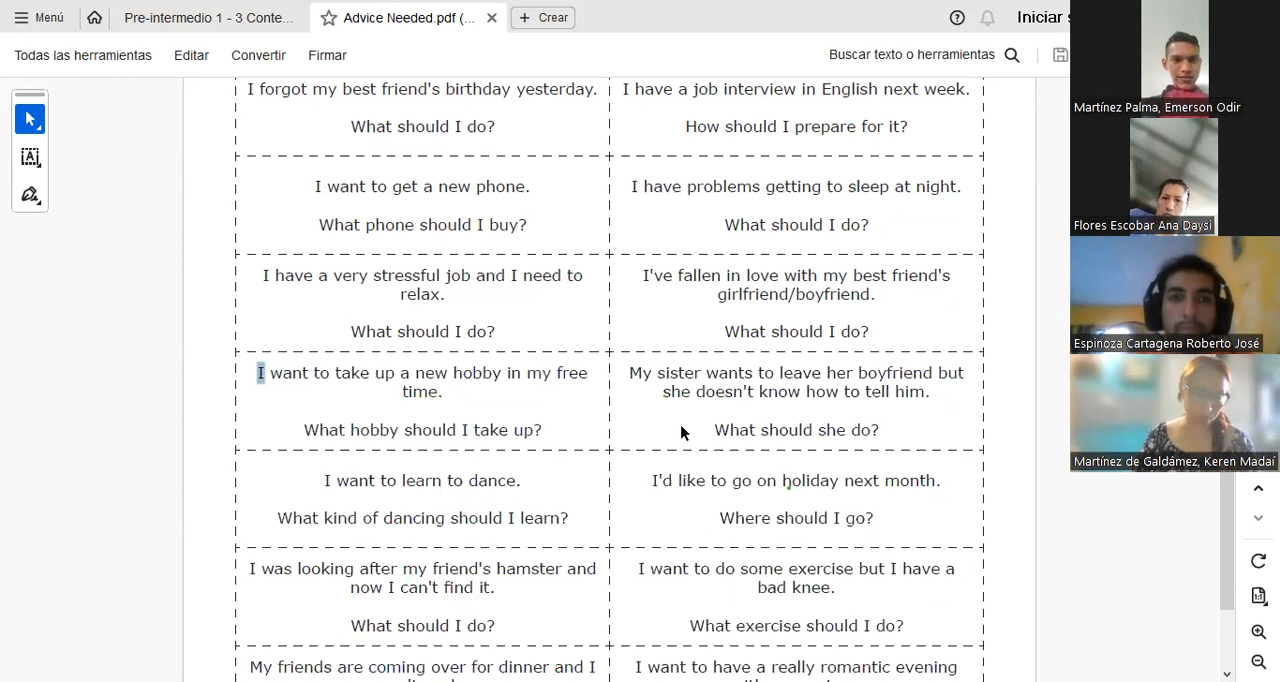 Menú
Pre-intermedio 1 - 3 Conte...
Advice Needed.pdf (...
Crear
Iniciar s
Todas las herramientas
Editar
Convertir
Firmar
Buscar texto o herramientas
I forgot my best friend's birthday yesterday.
What should I do?
I have a job interview in English next week.
How should I prepare for it?
I want to get a new phone.
What phone should I buy?
I have problems getting to sleep at night.
What should I do?
I have a very stressful job and I need to
relax.
What should I do?
I've fallen in love with my best friend's
girlfriend/boyfriend.
What should I do?
I want to take up a new hobby in my free
time.
What hobby should I take up?
My sister wants to leave her boyfriend but
she doesn't know how to tell him.
What should she do?
I want to learn to dance.
What kind of dancing should I learn?
I'd like to go on holiday next month.
Where should I go?
I was looking after my friend's hamster and
now I can't find it.
What should I do?
I want to do some exercise but I have a
bad knee.
What exercise should I do?
My friends are coming over for dinner and I
I want to have a really romantic evening
Martínez Palma, Emerson Odir
Flores Escobar Ana Daysi
Espinoza Cartagena Roberto José
Martínez de Galdámez, Keren Madaí